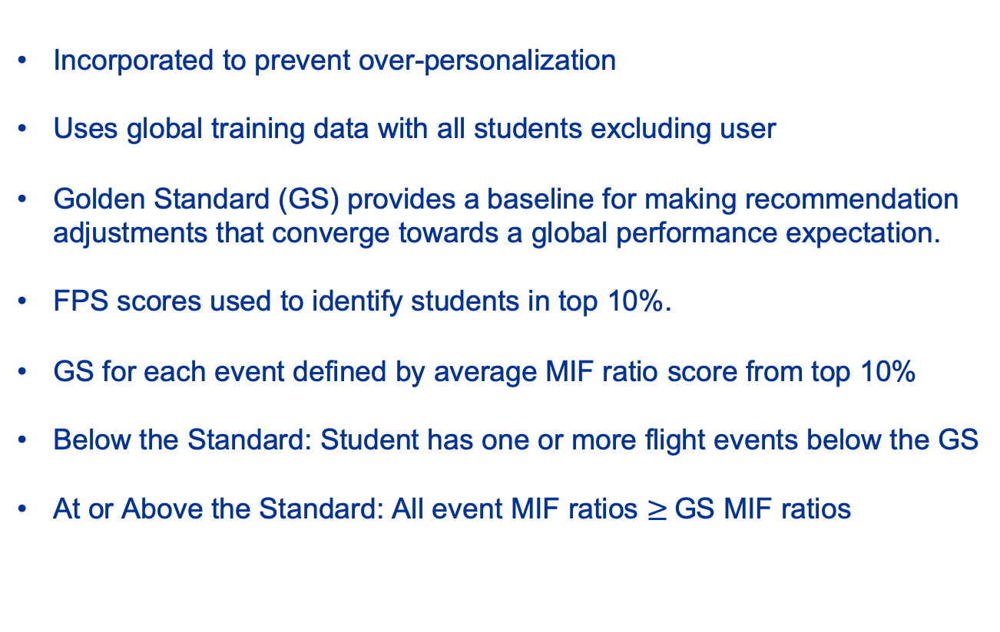 • Incorporated to prevent over-personalization
• Uses global training data with all students excluding user
• Golden Standard (GS) provides a baseline for making recommendation
adjustments that converge towards a global performance expectation.
• FPS scores used to identify students in top 10%.
• GS for each event defined by average MIF ratio score from top 10%
• Below the Standard: Student has one or more flight events below the GS
• At or Above the Standard: All event MIF ratios ≥ GS MIF ratios